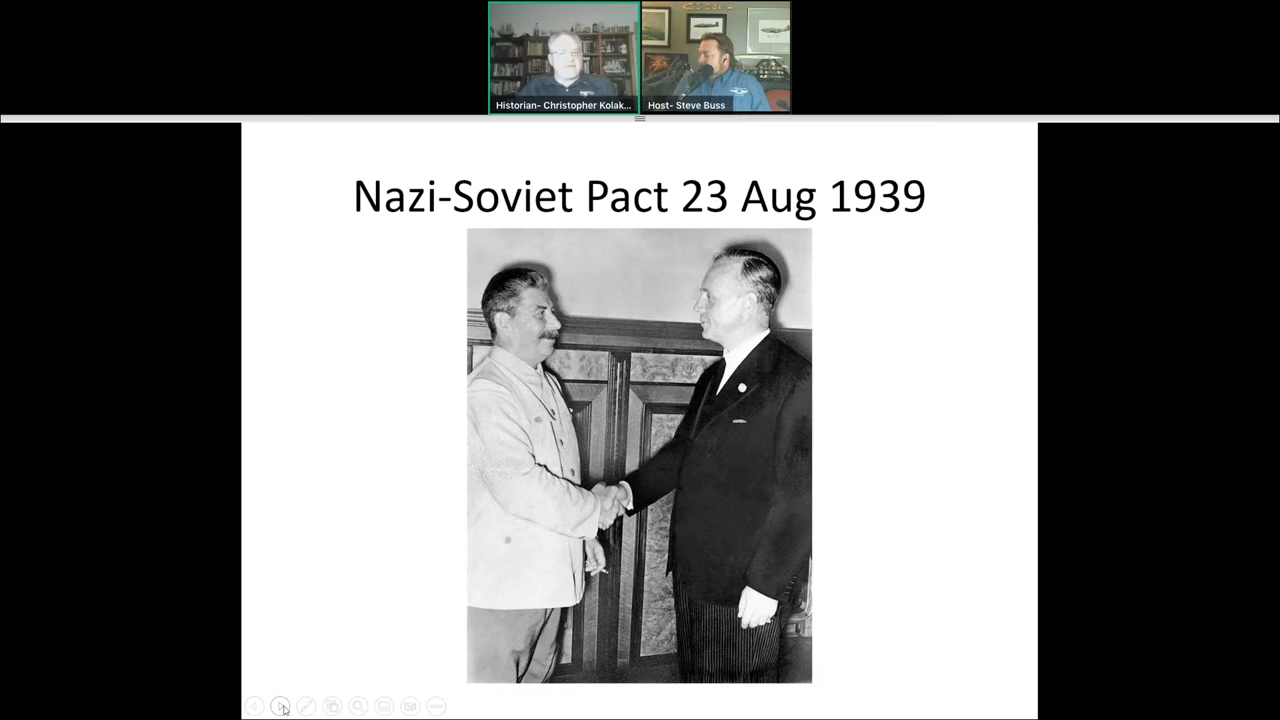 Historian- Christopher Kolak...
Host- Steve Buss
Nazi-Soviet Pact 23 Aug 1939